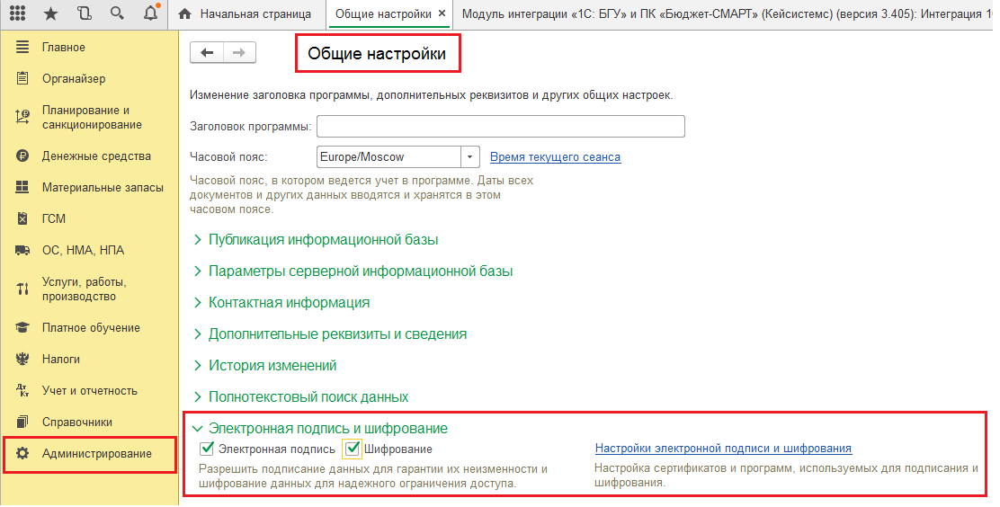 Начальная страница
Общие настройки ×
Модуль интеграции «1С: БГУ» и ПК «Бюджет-СМАРТ» (Кейсистемс) (версия 3.405): Интеграция 1
Главное
Органайзер
Планирование и
санкционирование
Денежные средства
Материальные запасы
ГСМ
ОС, НМА, НПА
Услуги, работы,
производство
Платное обучение
Налоги
Дт
Кт
Учет и отчетность
Справочники
Администрирование
Общие настройки
Изменение заголовка программы, дополнительных реквизитов и других общих настроек.
Заголовок программы:
Часовой пояс: Europe/Moscow Время текущего сеанса
Часовой пояс, в котором ведется учет в программе. Даты всех
документов и других данных вводятся и хранятся в этом
часовом поясе.
Публикация информационной базы
Параметры серверной информационной базы
Контактная информация
Дополнительные реквизиты и сведения
История изменений
Полнотекстовый поиск данных
Электронная подпись и шифрование
Электронная подпись Шифрование
Разрешить подписание данных для гарантии их неизменности и
шифрование данных для надежного ограничения доступа.
Настройки электронной подписи и шифрования
Настройка сертификатов и программ, используемых для подписания и
шифрования.